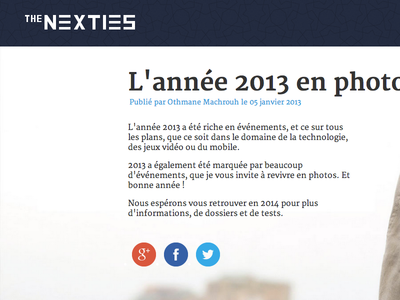 THE NEXTIES
L'année 2013 en photo
Publié par Othmane Machrouh le 05 janvier 2013
L'année 2013 a été riche en événements, et ce sur tous
les plans, que ce soit dans le domaine de la technologie,
des jeux vidéo ou du mobile.
2013 a également été marquée par beaucoup
d'événements, que je vous invite à revivre en photos. Et
bonne année !
Nous espérons vous retrouver en 2014 pour plus
d'informations, de dossiers et de tests.
g+ f